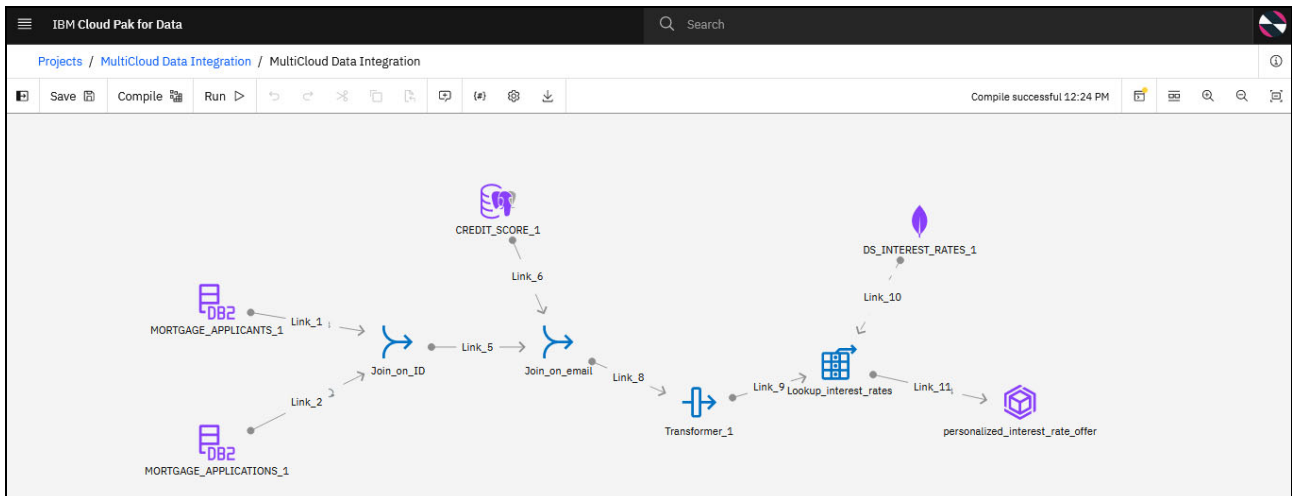 IBM Cloud Pak for Data
Search
Projects / MultiCloud Data Integration / MultiCloud Data Integration
Save Compile Run {#} Compile successful 12:24 PM
CREDIT_SCORE_1
DS_INTEREST_RATES_1
Link_6
Link_10
DB2
MORTGAGE_APPLICANTS_1
Link_1
Join_on_ID
Link_5
Join_on_email
Link_8
Link_9
Lookup_interest_rates
Link_11
Link_2
Transformer_1
personalized_interest_rate_offer
DB2
MORTGAGE_APPLICATIONS_1